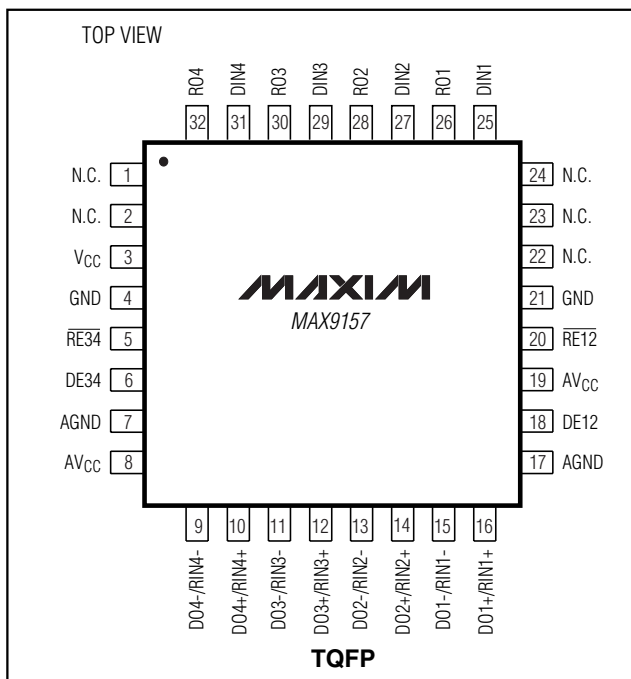 TOP VIEW
RO4 DIN4 RO3 DIN3 RO2 DIN2 RO1 DIN1
32 31 30 29 28 27 26 25
N.C. 1
N.C. 2
VCC 3
GND 4
RE34 5
DE34 6
AGND 7
AVCC 8
MAXIM
MAX9157
24 N.C.
23 N.C.
22 N.C.
21 GND
20 RE12
19 AVCC
18 DE12
17 AGND
9 10 11 12 13 14 15 16
DO4-/RIN4- DO4+/RIN4+ DO3-/RIN3- DO3+/RIN3+ DO2-/RIN2- DO2+/RIN2+ DO1-/RIN1- DO1+/RIN1+
TQFP